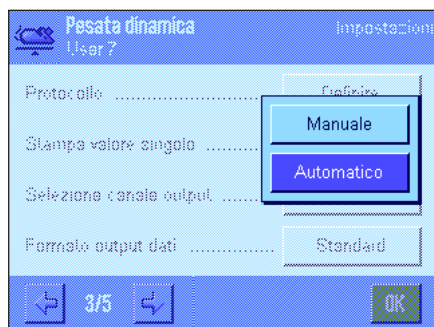 Pesata dinamica
Impostazioni
User 7
Protocollo .................... Definire
Manuale
Stampa valore singolo
Automatico
Selezione canale output
Formato output dati ............... Standard
3/5
OK